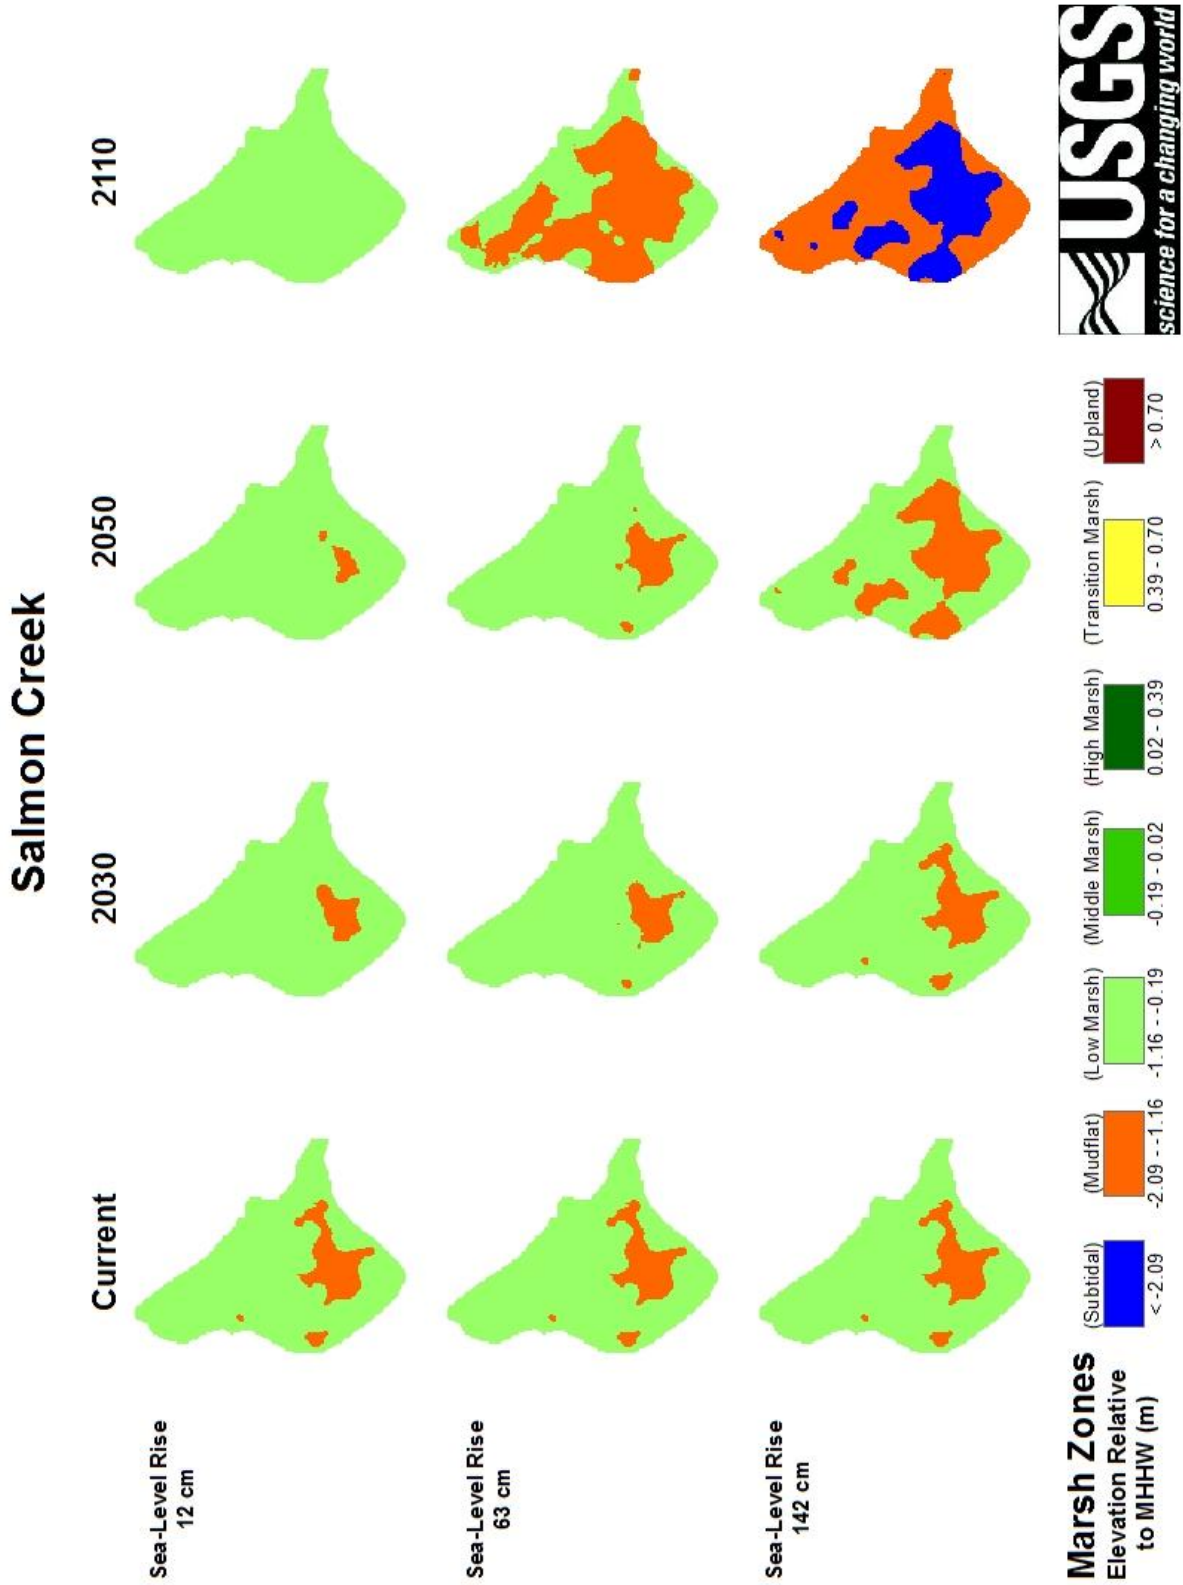 Salmon Creek
Current 2030 2050 2110
Sea-Level Rise
12 cm
Sea-Level Rise
63 cm
Sea-Level Rise
142 cm
Marsh Zones
Elevation Relative
to MHHW (m)
(Subtidal) (Mudflat) (Low Marsh) (Middle Marsh) (High Marsh) (Transition Marsh) (Upland)
< -2.09 -2.09 - -1.16 -1.16 - -0.19 -0.19 - 0.02 0.02 - 0.39 0.39 - 0.70 > 0.70
USGS
science for a changing world